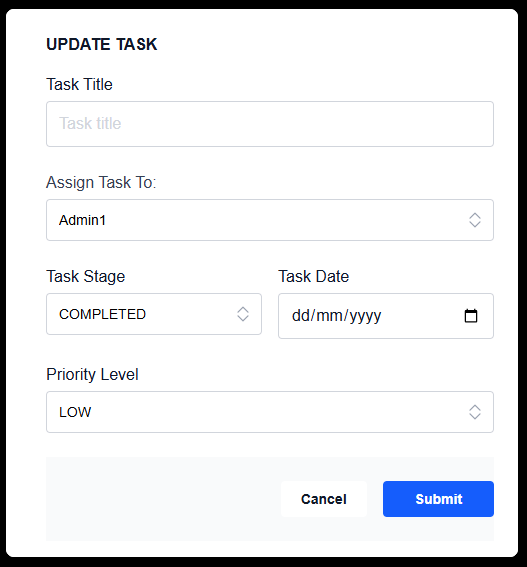 UPDATE TASK
Task Title
Task title
Assign Task To:
Admin1
Task Stage
Task Date
COMPLETED
dd/mm/yyyy
Priority Level
LOW
Cancel
Submit